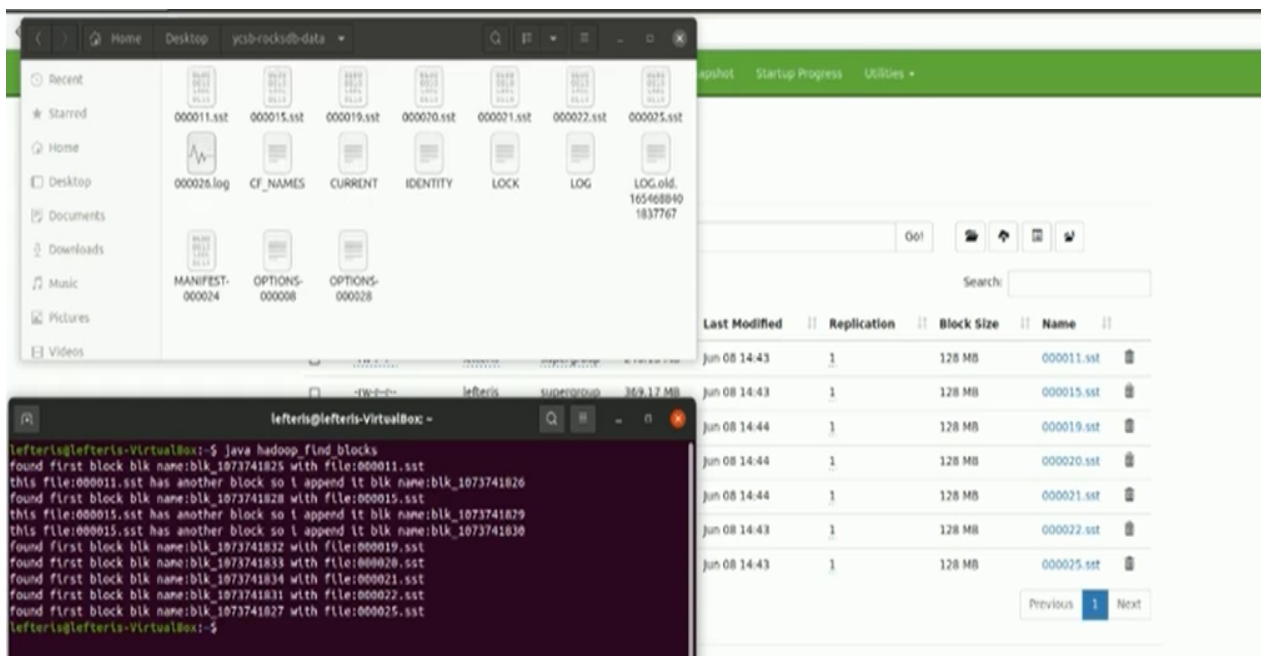 Home Desktop ycsb-rocksdb-data
Recent
Starred
Home
Desktop
Documents
Downloads
Music
Pictures
Videos
000011.sst 000015.sst 000019.sst 000020.sst 000021.sst 000022.sst 000025.sst
000026.log CF_NAMES CURRENT IDENTITY LOCK LOG LOG.old.
165468840
1837767
MANIFEST-
000024
OPTIONS-
000008
OPTIONS-
000028
apshot Startup Progress Utilities
Go!
Search:
Last Modified Replication Block Size Name
Jun 08 14:43 1 128 MB 000011.sst
-rw-r--r-- lefteris supergroup 369.17 MB Jun 08 14:43 1 128 MB 000015.sst
Jun 08 14:44 1 128 MB 000019.sst
Jun 08 14:44 1 128 MB 000020.sst
Jun 08 14:44 1 128 MB 000021.sst
Jun 08 14:43 1 128 MB 000022.sst
Jun 08 14:43 1 128 MB 000025.sst
Previous 1 Next
lefteris@lefteris-VirtualBox: ~
lefteris@lefteris-VirtualBox:~$ java hadoop_find_blocks
found first block blk name:blk_1073741825 with file:000011.sst
this file:000011.sst has another block so i append it blk name:blk_1073741826
found first block blk name:blk_1073741828 with file:000015.sst
this file:000015.sst has another block so i append it blk name:blk_1073741829
this file:000015.sst has another block so i append it blk name:blk_1073741830
found first block blk name:blk_1073741832 with file:000019.sst
found first block blk name:blk_1073741833 with file:000020.sst
found first block blk name:blk_1073741834 with file:000021.sst
found first block blk name:blk_1073741831 with file:000022.sst
found first block blk name:blk_1073741827 with file:000025.sst
lefteris@lefteris-VirtualBox:~$